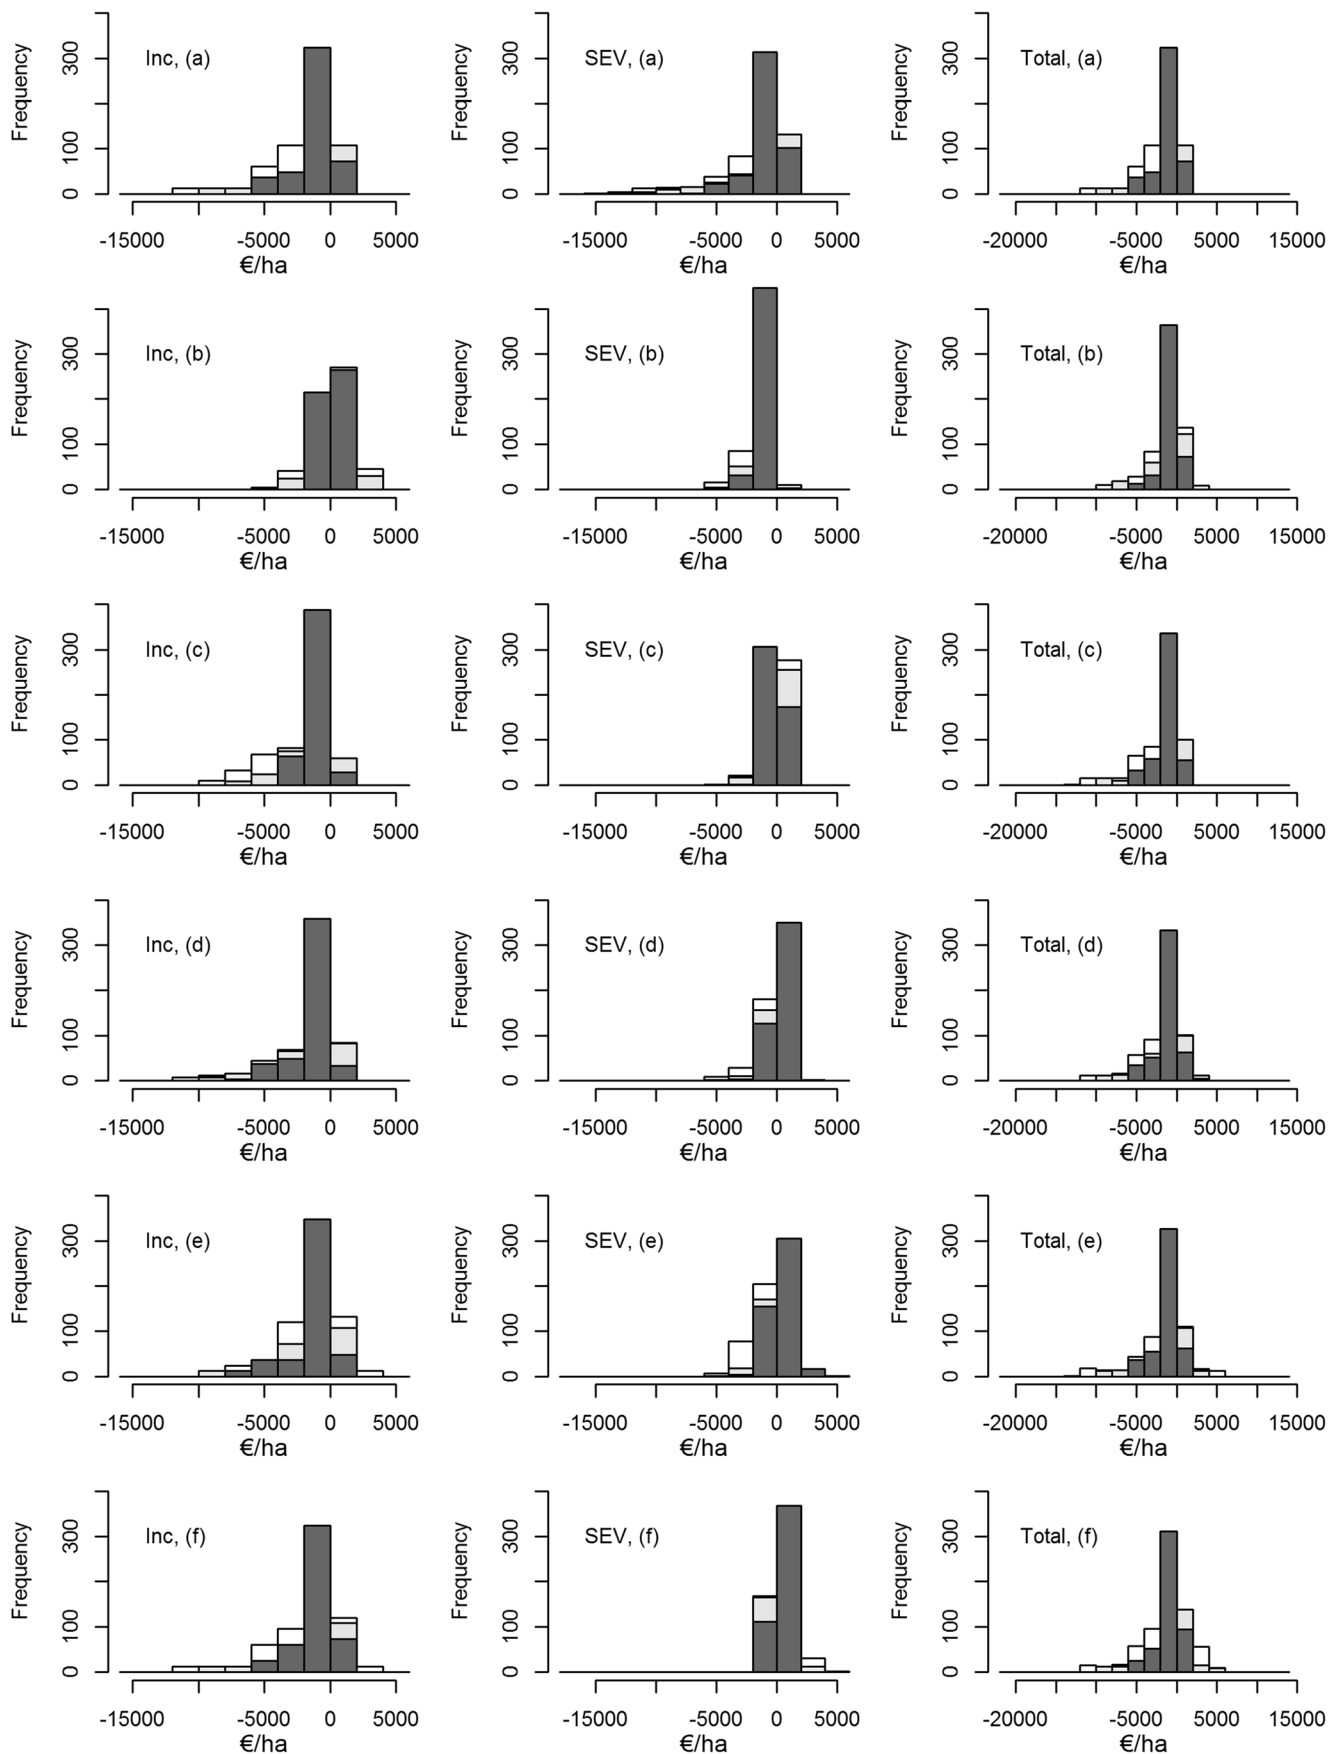 Inc, (a)
Frequency
0 100 300
-15000 -5000 0 5000
€/ha
SEV, (a)
Frequency
0 100 300
-15000 -5000 0 5000
€/ha
Total, (a)
Frequency
0 100 300
-20000 -5000 5000 15000
€/ha
Inc, (b)
Frequency
0 100 300
-15000 -5000 0 5000
€/ha
SEV, (b)
Frequency
0 100 300
-15000 -5000 0 5000
€/ha
Total, (b)
Frequency
0 100 300
-20000 -5000 5000 15000
€/ha
Inc, (c)
Frequency
0 100 300
-15000 -5000 0 5000
€/ha
SEV, (c)
Frequency
0 100 300
-15000 -5000 0 5000
€/ha
Total, (c)
Frequency
0 100 300
-20000 -5000 5000 15000
€/ha
Inc, (d)
Frequency
0 100 300
-15000 -5000 0 5000
€/ha
SEV, (d)
Frequency
0 100 300
-15000 -5000 0 5000
€/ha
Total, (d)
Frequency
0 100 300
-20000 -5000 5000 15000
€/ha
Inc, (e)
Frequency
0 100 300
-15000 -5000 0 5000
€/ha
SEV, (e)
Frequency
0 100 300
-15000 -5000 0 5000
€/ha
Total, (e)
Frequency
0 100 300
-20000 -5000 5000 15000
€/ha
Inc, (f)
Frequency
0 100 300
-15000 -5000 0 5000
€/ha
SEV, (f)
Frequency
0 100 300
-15000 -5000 0 5000
€/ha
Total, (f)
Frequency
0 100 300
-20000 -5000 5000 15000
€/ha